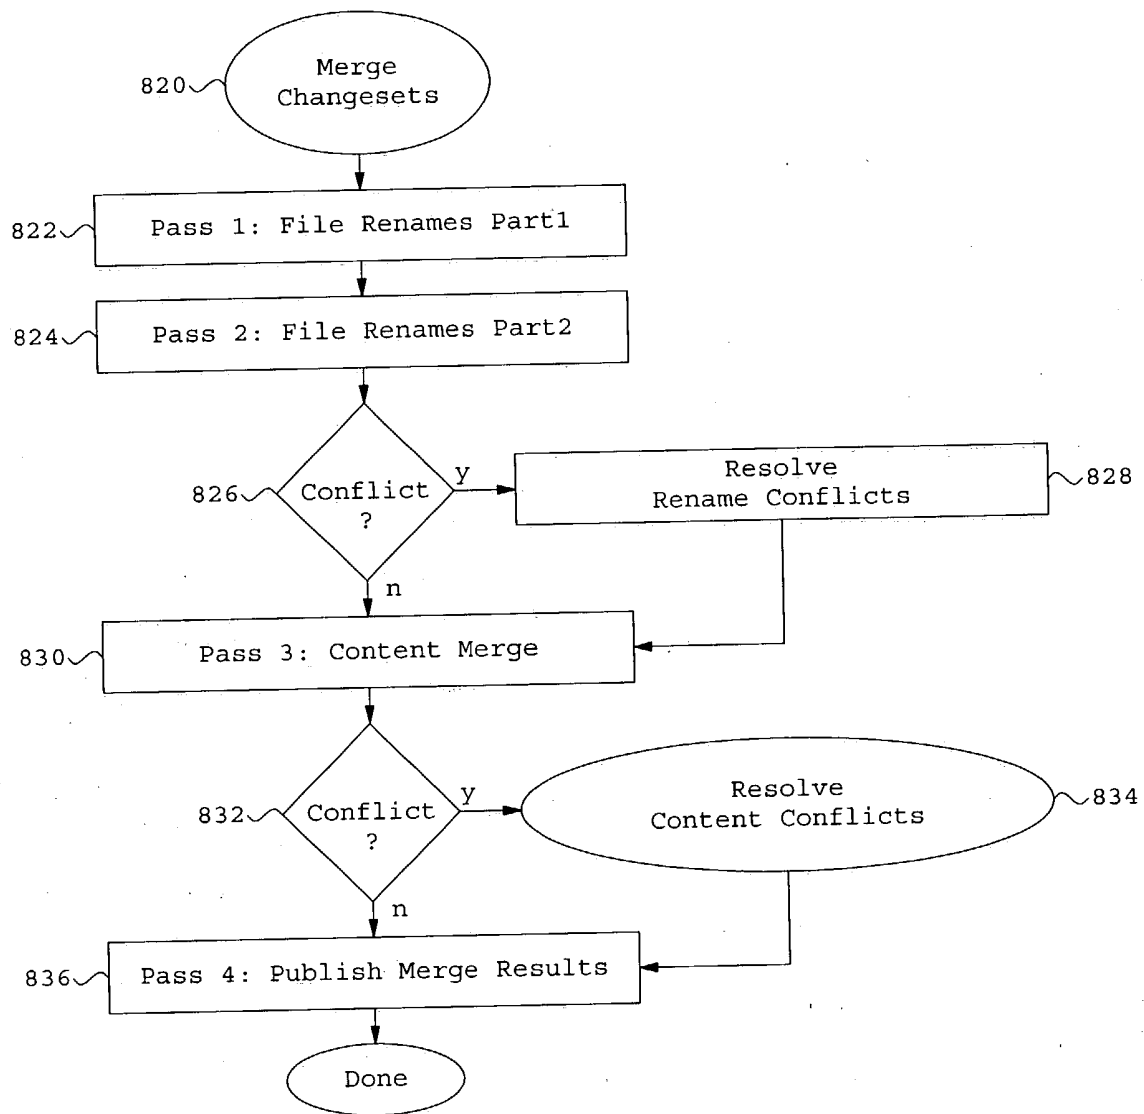 820
Merge
Changesets
822
Pass 1: File Renames Part1
824
Pass 2: File Renames Part2
826
Conflict
?
y
n
Resolve
Rename Conflicts
828
830
Pass 3: Content Merge
832
Conflict
?
y
n
Resolve
Content Conflicts
834
836
Pass 4: Publish Merge Results
Done